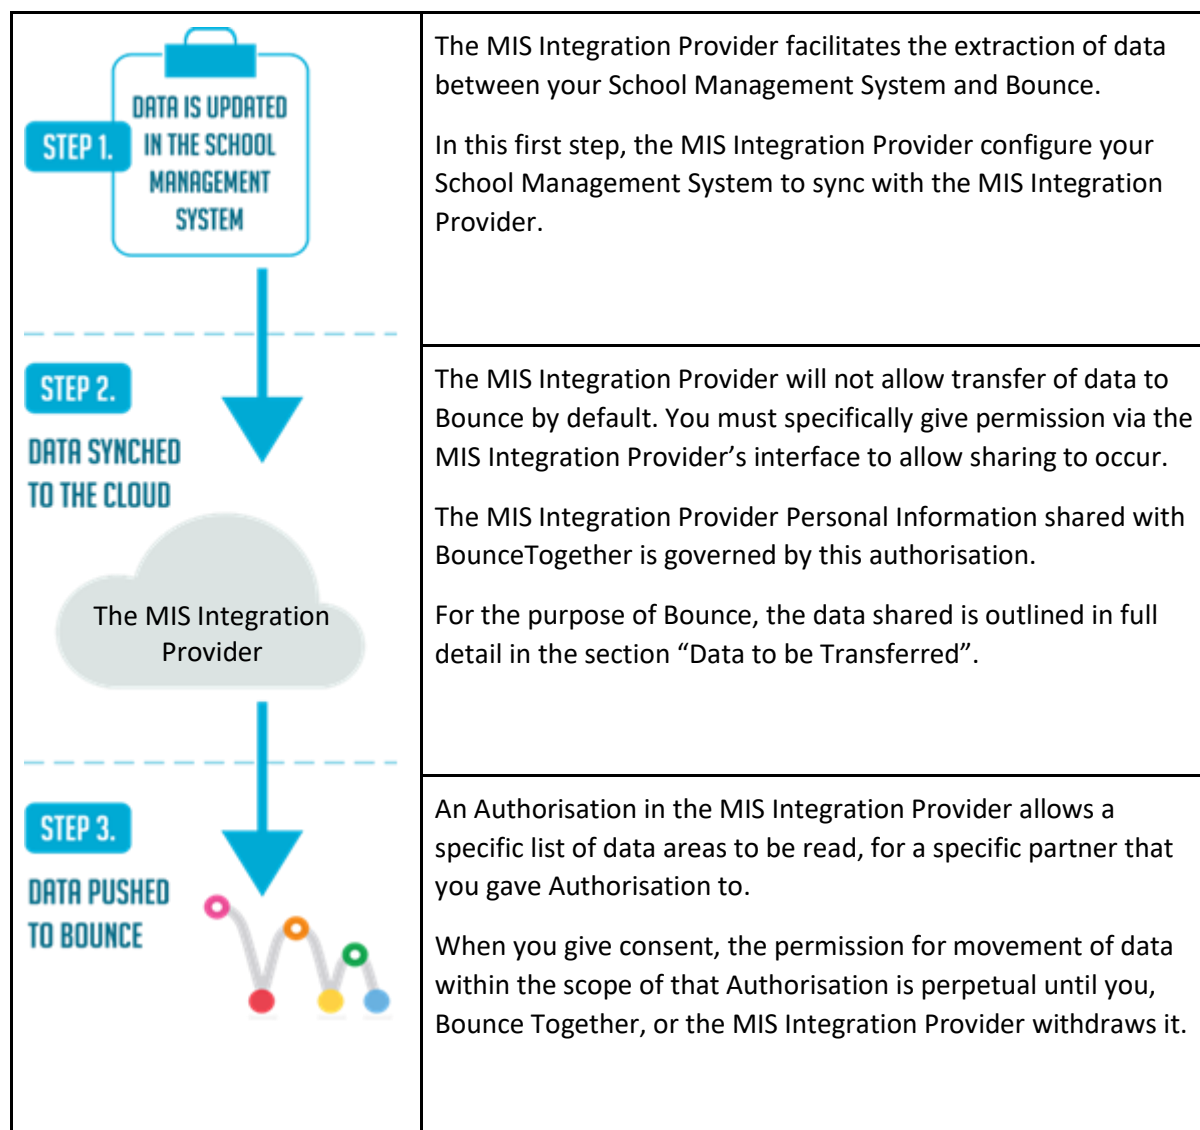 STEP 1.
DATA IS UPDATED
IN THE SCHOOL
MANAGEMENT
SYSTEM
The MIS Integration Provider facilitates the extraction of data
between your School Management System and Bounce.
In this first step, the MIS Integration Provider configure your
School Management System to sync with the MIS Integration
Provider.
STEP 2.
DATA SYNCHED
TO THE CLOUD
The MIS Integration
Provider
The MIS Integration Provider will not allow transfer of data to
Bounce by default. You must specifically give permission via the
MIS Integration Provider’s interface to allow sharing to occur.
The MIS Integration Provider Personal Information shared with
BounceTogether is governed by this authorisation.
For the purpose of Bounce, the data shared is outlined in full
detail in the section “Data to be Transferred”.
STEP 3.
DATA PUSHED
TO BOUNCE
An Authorisation in the MIS Integration Provider allows a
specific list of data areas to be read, for a specific partner that
you gave Authorisation to.
When you give consent, the permission for movement of data
within the scope of that Authorisation is perpetual until you,
Bounce Together, or the MIS Integration Provider withdraws it.